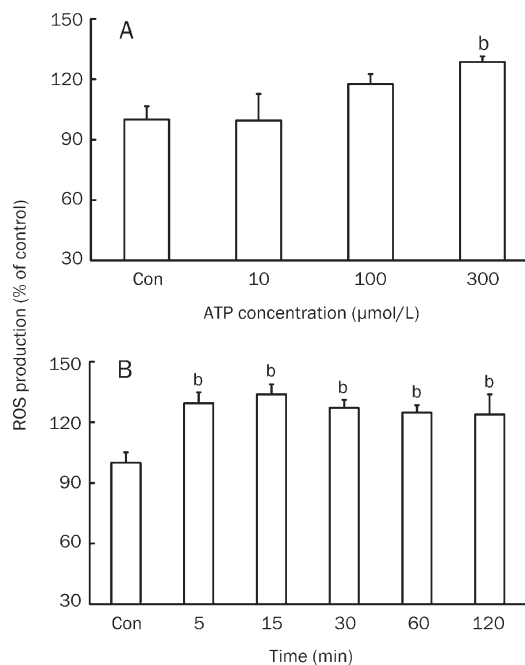 A
150
120
90
60
30
b
Con 10 100 300
ATP concentration (µmol/L)
ROS production (% of control)
B
150
120
90
60
30
b b b b b
Con 5 15 30 60 120
Time (min)